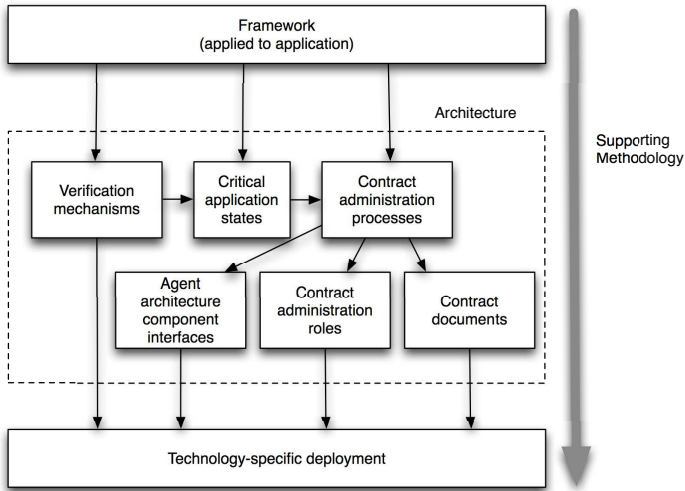 Framework
(applied to application)
Architecture
Supporting
Methodology
Verification
mechanisms
Critical
application
states
Contract
administration
processes
Agent
architecture
component
interfaces
Contract
administration
roles
Contract
documents
Technology-specific deployment